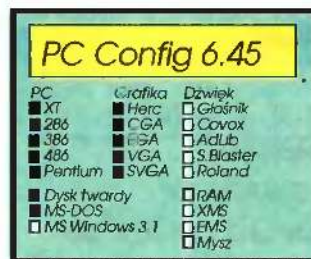 PC Config 6.45
PC
XT
286
386
486
Pentium
Grafika
Herc
CGA
EGA
VGA
SVGA
Dźwięk
Głośnik
Covox
AdLib
S.Blaster
Roland
Dysk twardy
MS-DOS
MS Windows 3.1
RAM
XMS
EMS
Mysz